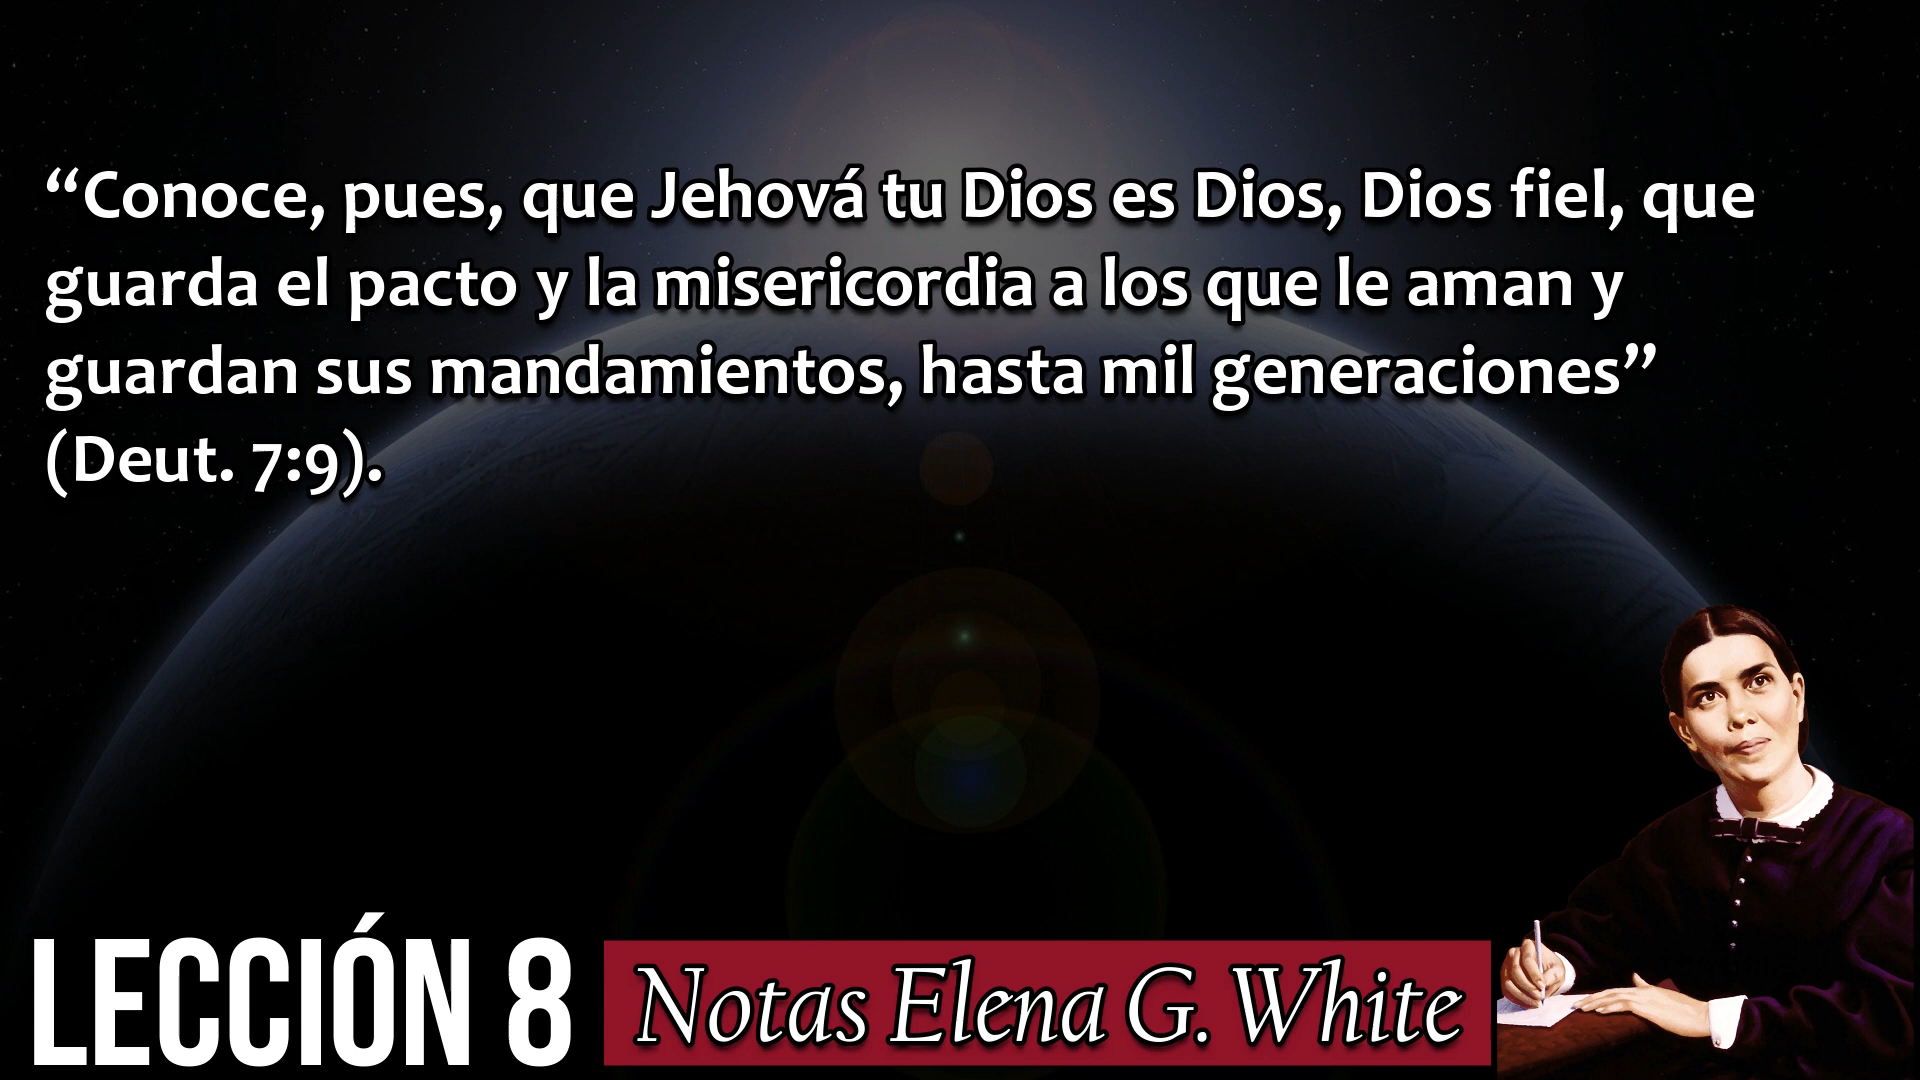 “Conoce, pues, que Jehová tu Dios es Dios, Dios fiel, que
guarda el pacto y la misericordia a los que le aman y
guardan sus mandamientos, hasta mil generaciones”
(Deut. 7:9).
LECCIÓN 8
Notas Elena G. White